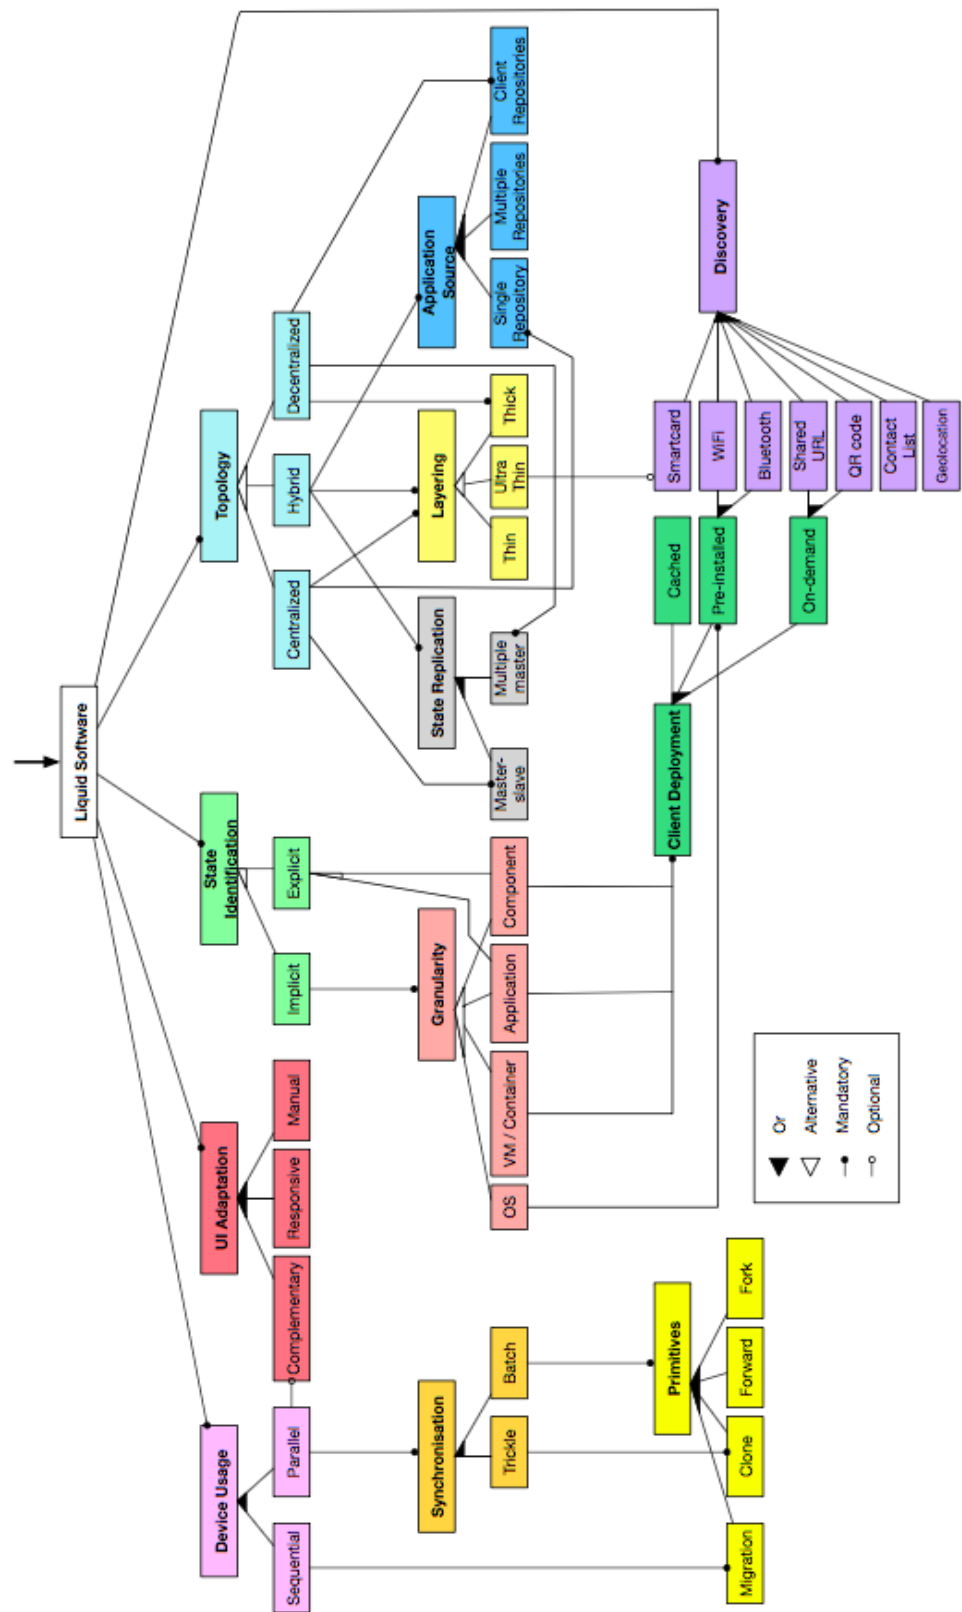 Liquid Software
Device Usage
UI Adaptation
State
Identification
Topology
Sequential
Parallel
Complementary
Responsive
Manual
Implicit
Explicit
Centralized
Hybrid
Decentralized
Synchronisation
Granularity
State Replication
Layering
Application
Source
Trickle
Batch
OS
VM / Container
Application
Component
Master-
slave
Multiple
master
Thin
Ultra
Thin
Thick
Single
Repository
Multiple
Repositories
Client
Repositories
Primitives
Client Deployment
Cached
Smartcard
Migration
Clone
Forward
Fork
Pre-installed
WiFi
Discovery
Bluetooth
On-demand
Shared
URL
QR code
Contact
List
Geolocation
Or
Alternative
Mandatory
Optional